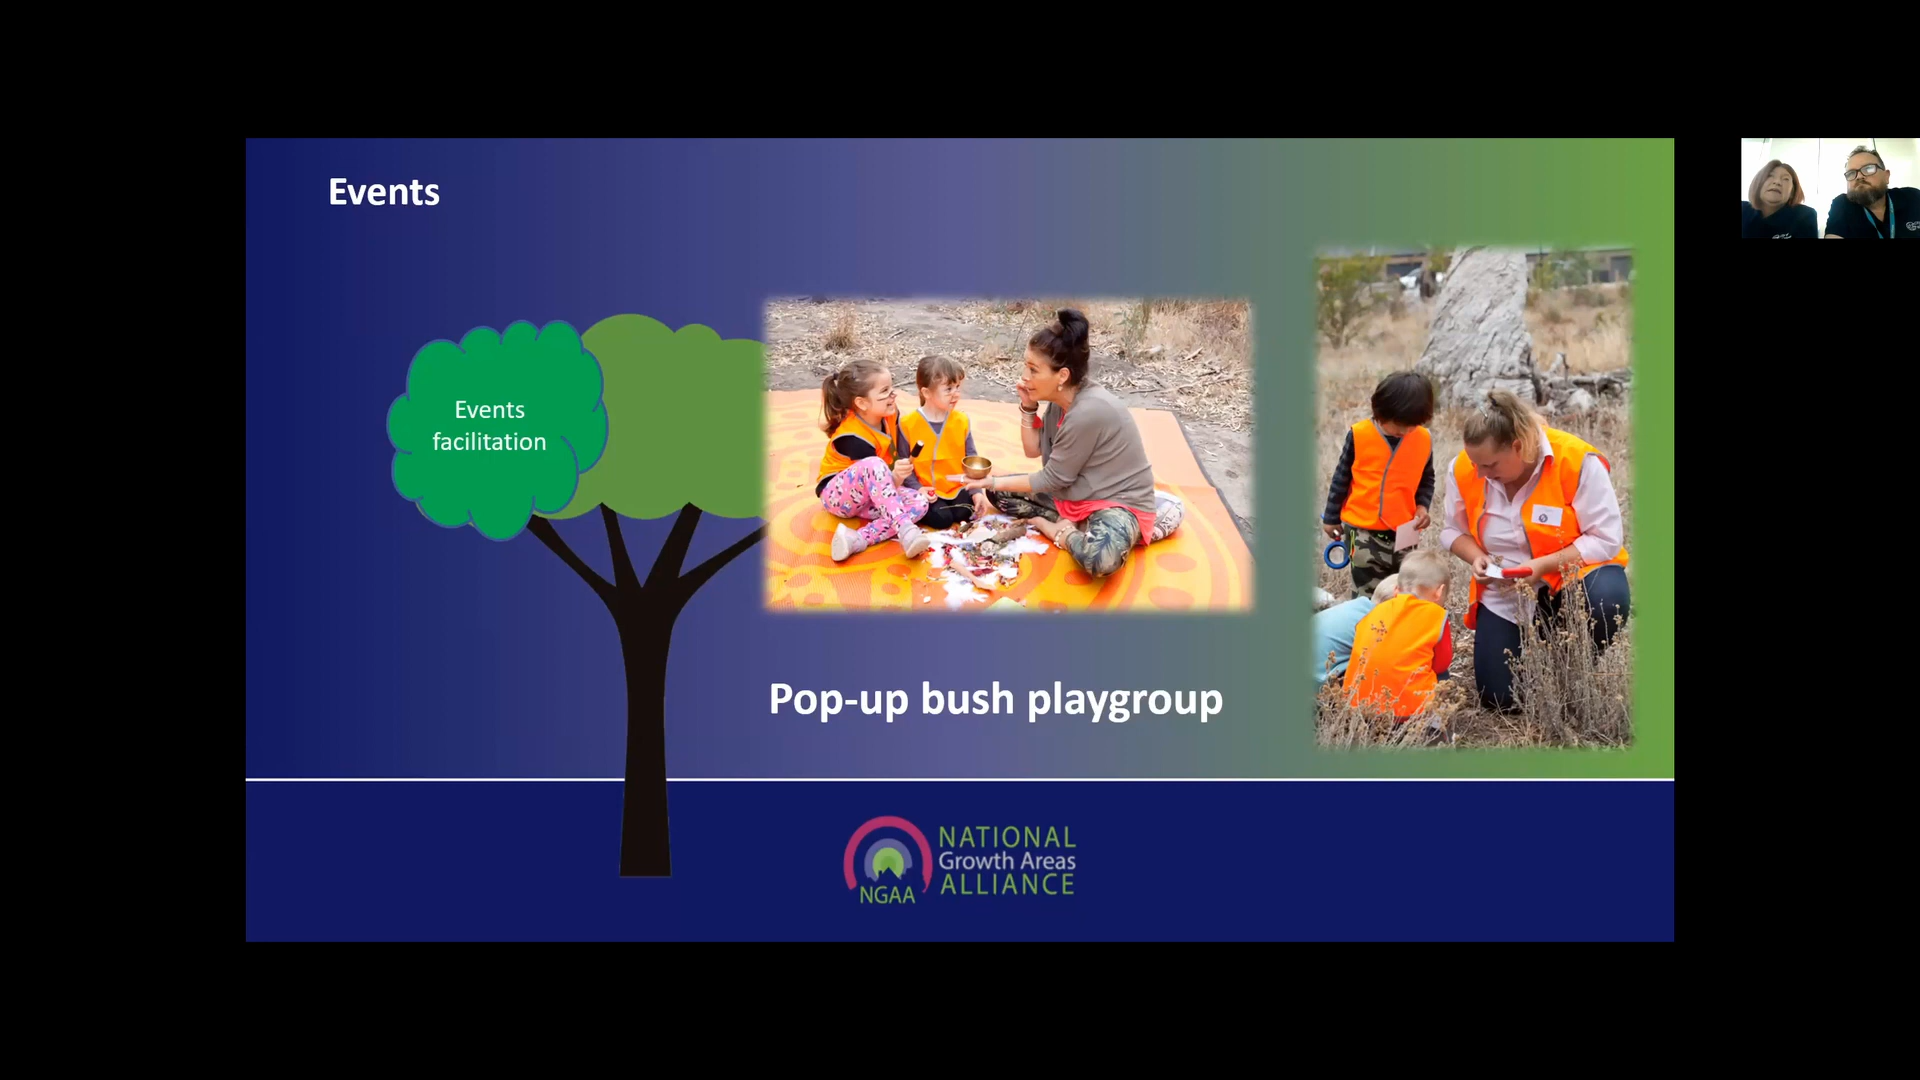 Events
Events
facilitation
Pop-up bush playgroup
NGAA
NATIONAL
Growth Areas
ALLIANCE